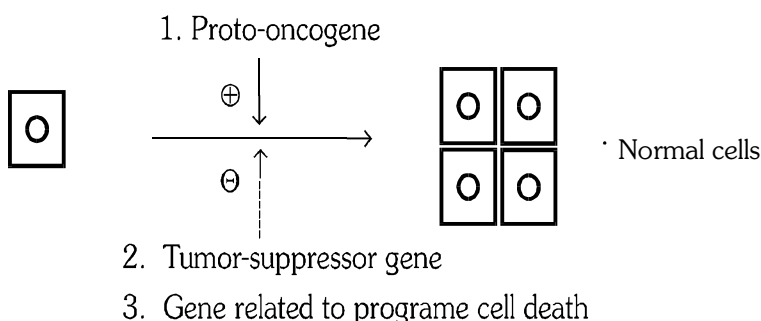 1. Proto-oncogene
⊕
Θ
· Normal cells
2. Tumor-suppressor gene
3. Gene related to programe cell death